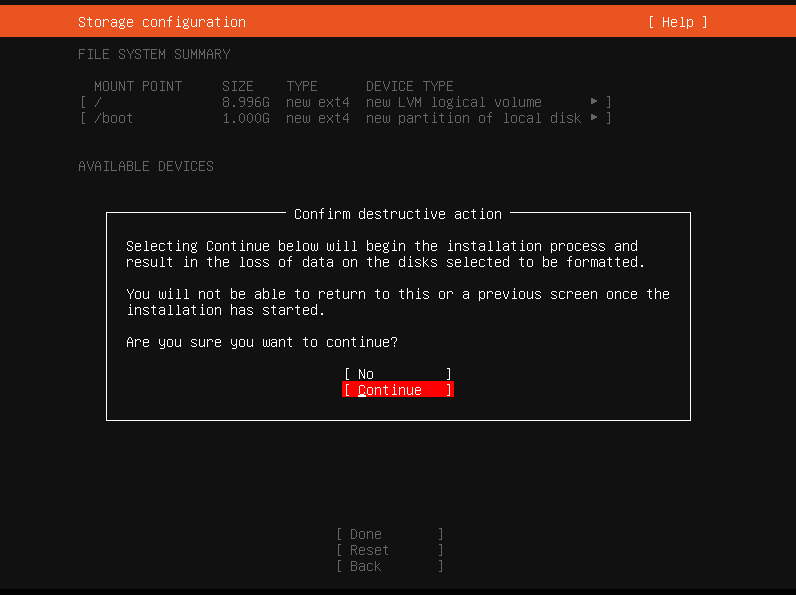 Storage configuration [ Help ]
FILE SYSTEM SUMMARY
MOUNT POINT SIZE TYPE DEVICE TYPE
[ / 8.996G new ext4 new LVM logical volume ▸ ]
[ /boot 1.000G new ext4 new partition of local disk ▸ ]
AVAILABLE DEVICES
Confirm destructive action
Selecting Continue below will begin the installation process and
result in the loss of data on the disks selected to be formatted.
You will not be able to return to this or a previous screen once the
installation has started.
Are you sure you want to continue?
[ No ]
[ Continue ]
[ Done ]
[ Reset ]
[ Back ]